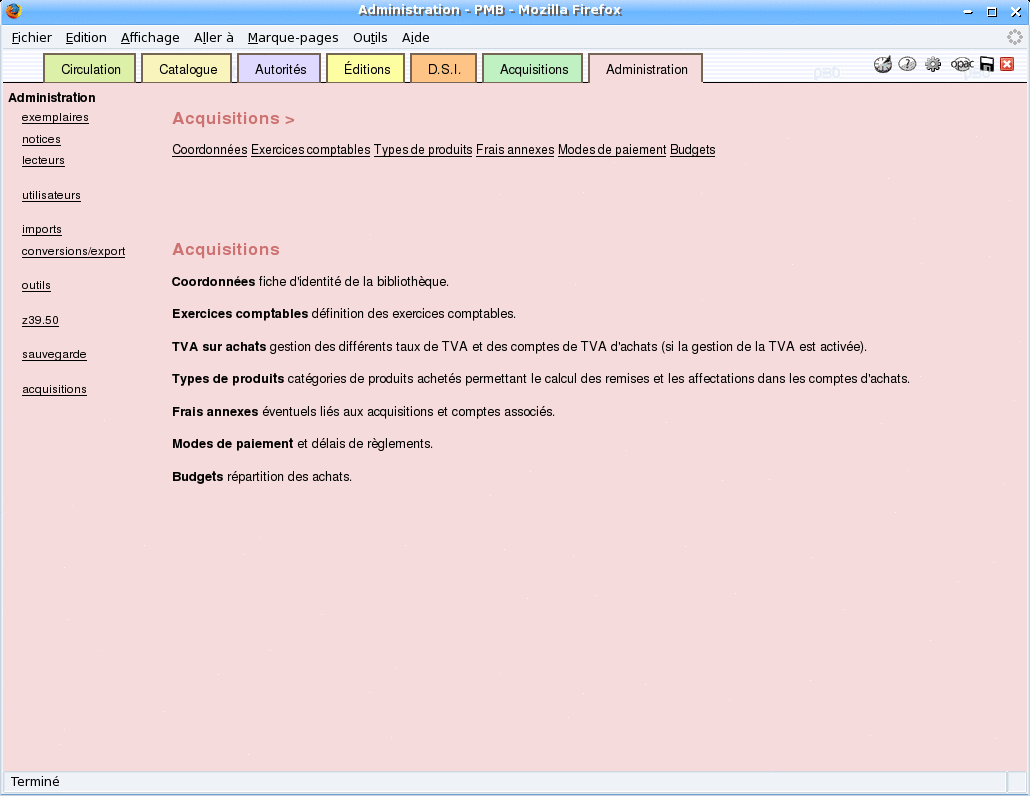 Administration - PMB - Mozilla Firefox
Fichier Edition Affichage Aller à Marque-pages Outils Aide
Circulation Catalogue Autorités Éditions D.S.I. Acquisitions Administration
opac
pmb
Administration
exemplaires
notices
lecteurs
utilisateurs
imports
conversions/export
outils
z39.50
sauvegarde
acquisitions
Acquisitions >
Coordonnées Exercices comptables Types de produits Frais annexes Modes de paiement Budgets
Acquisitions
Coordonnées fiche d'identité de la bibliothèque.
Exercices comptables définition des exercices comptables.
TVA sur achats gestion des différents taux de TVA et des comptes de TVA d'achats (si la gestion de la TVA est activée).
Types de produits catégories de produits achetés permettant le calcul des remises et les affectations dans les comptes d'achats.
Frais annexes éventuels liés aux acquisitions et comptes associés.
Modes de paiement et délais de règlements.
Budgets répartition des achats.
Terminé